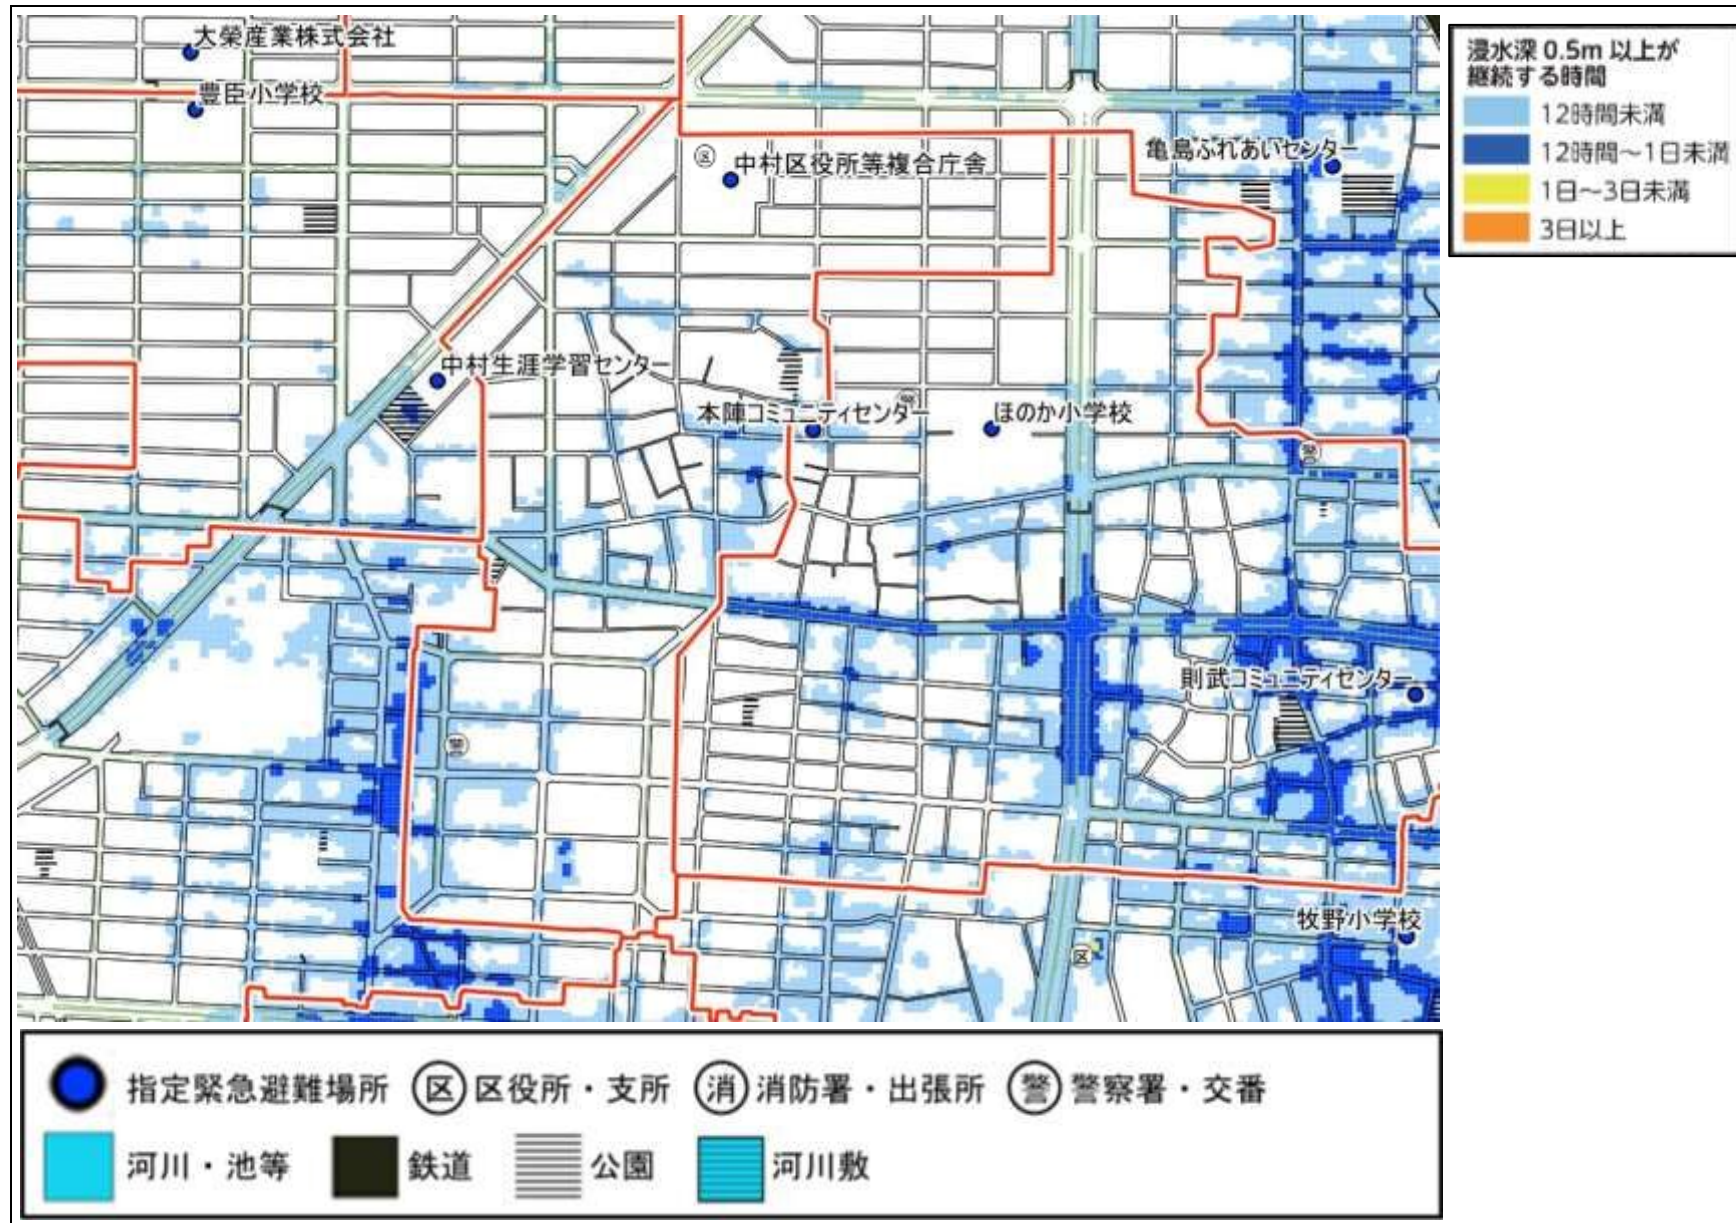 大榮産業株式会社
豊臣小学校
区
中村区役所等複合庁舎
亀島ふれあいセンター
中村生涯学習センター
警
本陣コミュニティセンター
ほのか小学校
警
則武コミュニティセンター
警
牧野小学校
区
浸水深 0.5m 以上が
継続する時間
12時間未満
12時間～1日未満
1日～3日未満
3日以上
指定緊急避難場所
区 区役所・支所
消 消防署・出張所
警 警察署・交番
河川・池等
鉄道
公園
河川敷